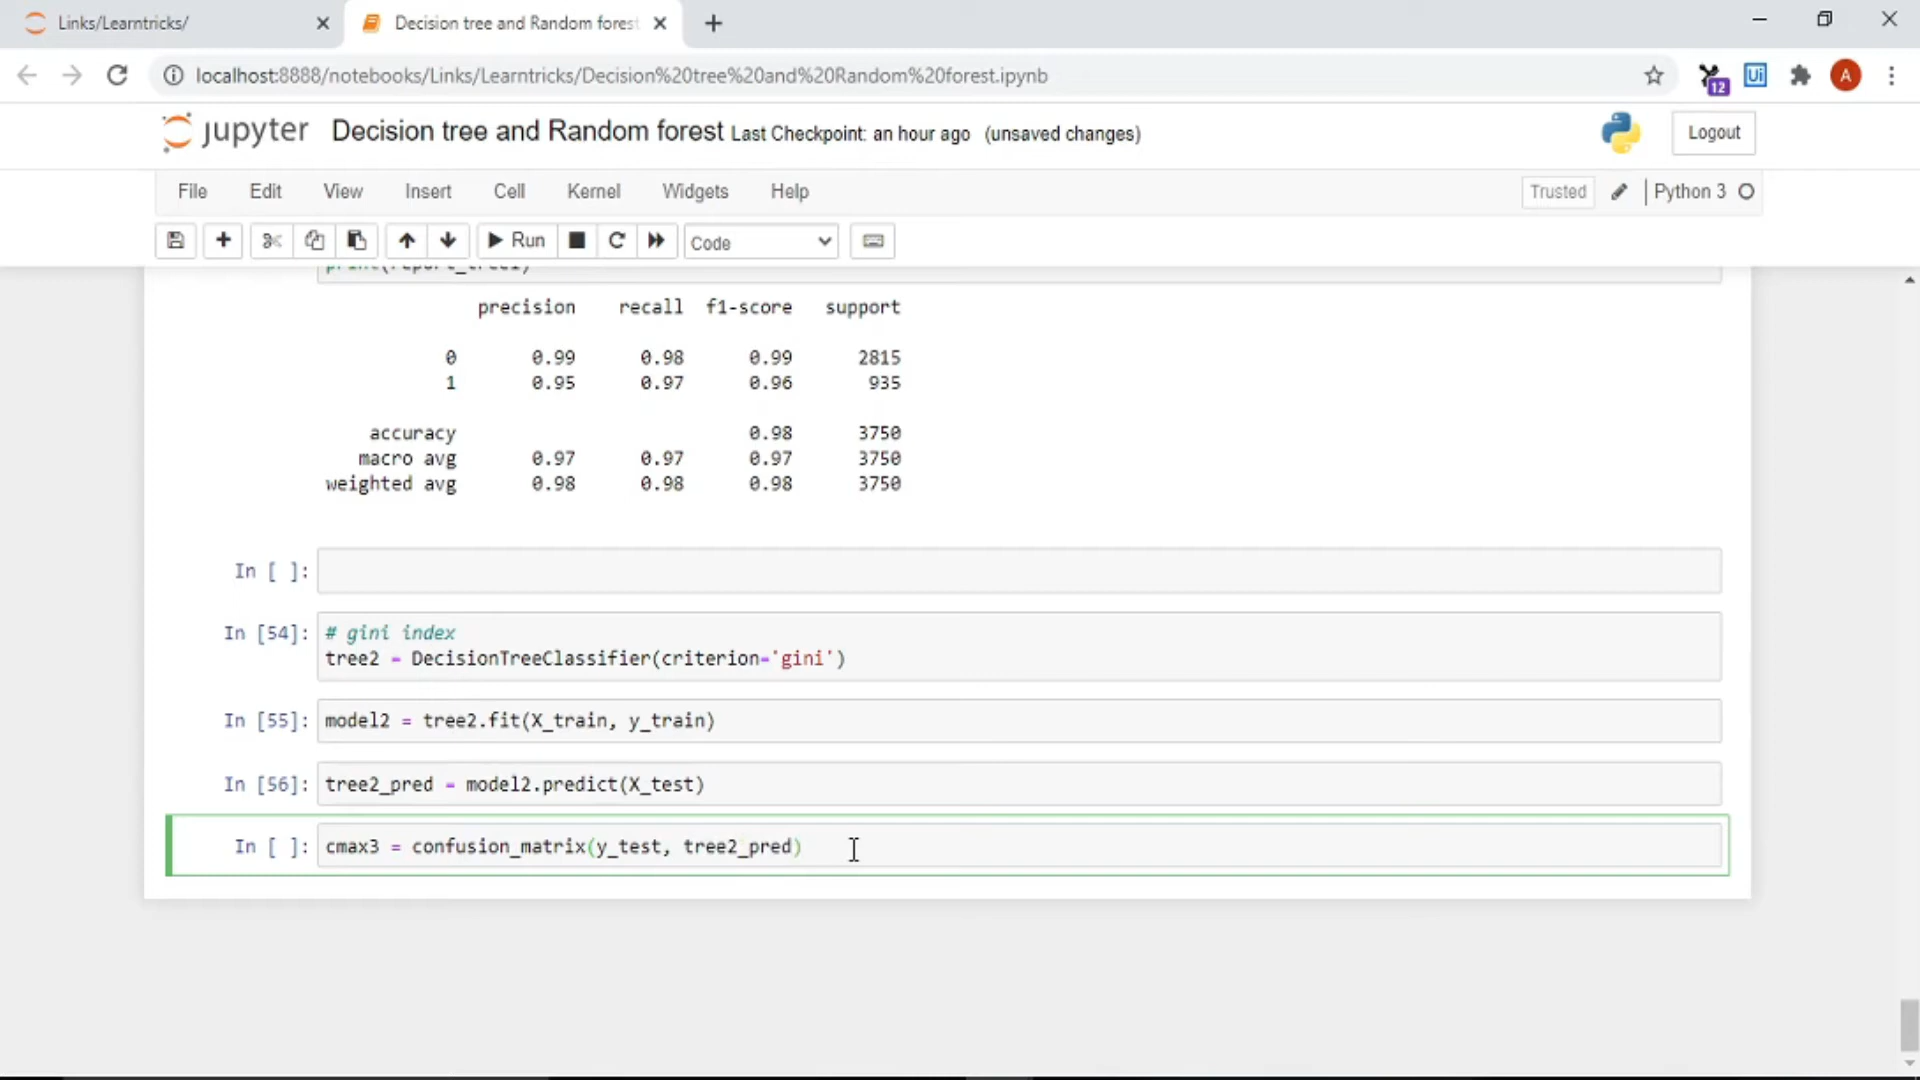 Links/Learntricks/
Decision tree and Random forest
localhost:8888/notebooks/Links/Learntricks/Decision%20tree%20and%20Random%20forest.ipynb
12
Ui
A
jupyter Decision tree and Random forest Last Checkpoint: an hour ago (unsaved changes)
Logout
File Edit View Insert Cell Kernel Widgets Help
Trusted
Python 3
Run
Code
print(report_tree1)
precision recall f1-score support
0 0.99 0.98 0.99 2815
1 0.95 0.97 0.96 935
accuracy 0.98 3750
macro avg 0.97 0.97 0.97 3750
weighted avg 0.98 0.98 0.98 3750
In [ ]:
In [54]: # gini index
tree2 = DecisionTreeClassifier(criterion='gini')
In [55]: model2 = tree2.fit(X_train, y_train)
In [56]: tree2_pred = model2.predict(X_test)
In [ ]: cmax3 = confusion_matrix(y_test, tree2_pred)